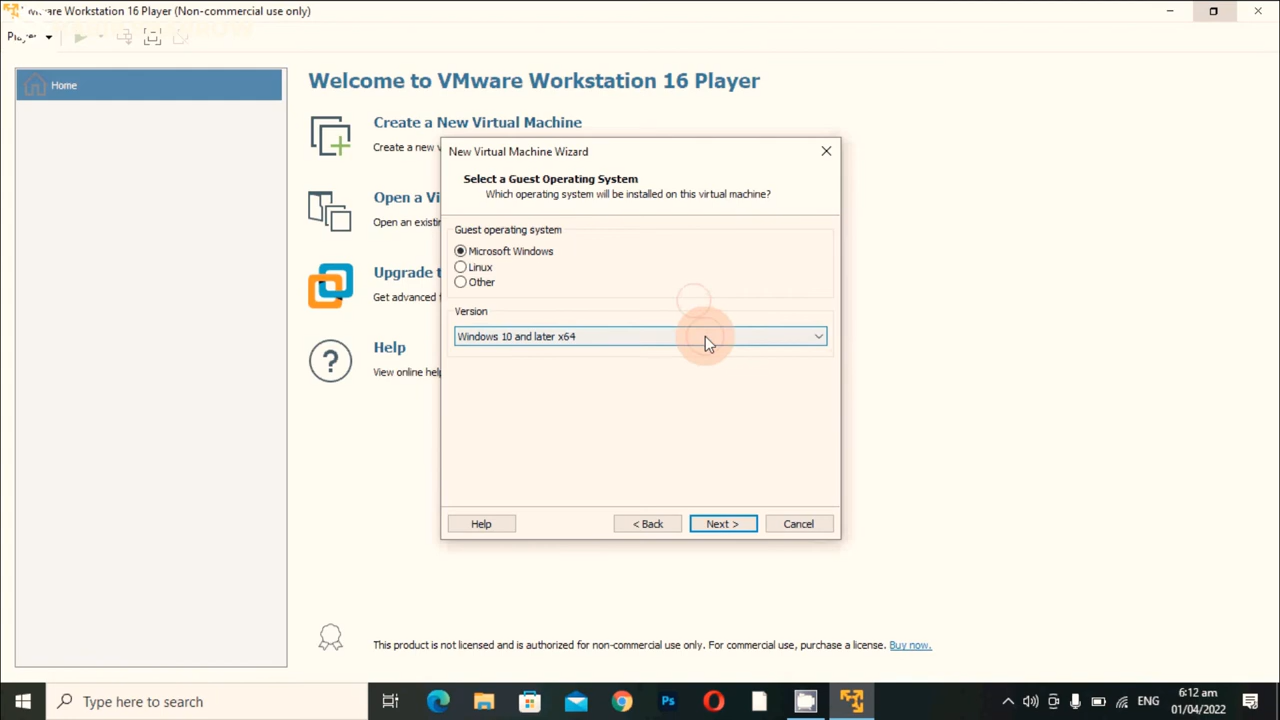 VMware Workstation 16 Player (Non-commercial use only)
Player
Home
Welcome to VMware Workstation 16 Player
Create a New Virtual Machine
Create a new v
Open a Vi
Open an existin
Upgrade t
Get advanced f
Help
View online help
New Virtual Machine Wizard
Select a Guest Operating System
Which operating system will be installed on this virtual machine?
Guest operating system
Microsoft Windows
Linux
Other
Version
Windows 10 and later x64
Help
< Back
Next >
Cancel
This product is not licensed and is authorized for non-commercial use only. For commercial use, purchase a license. Buy now.
Type here to search
Ps
ENG
6:12 am
01/04/2022